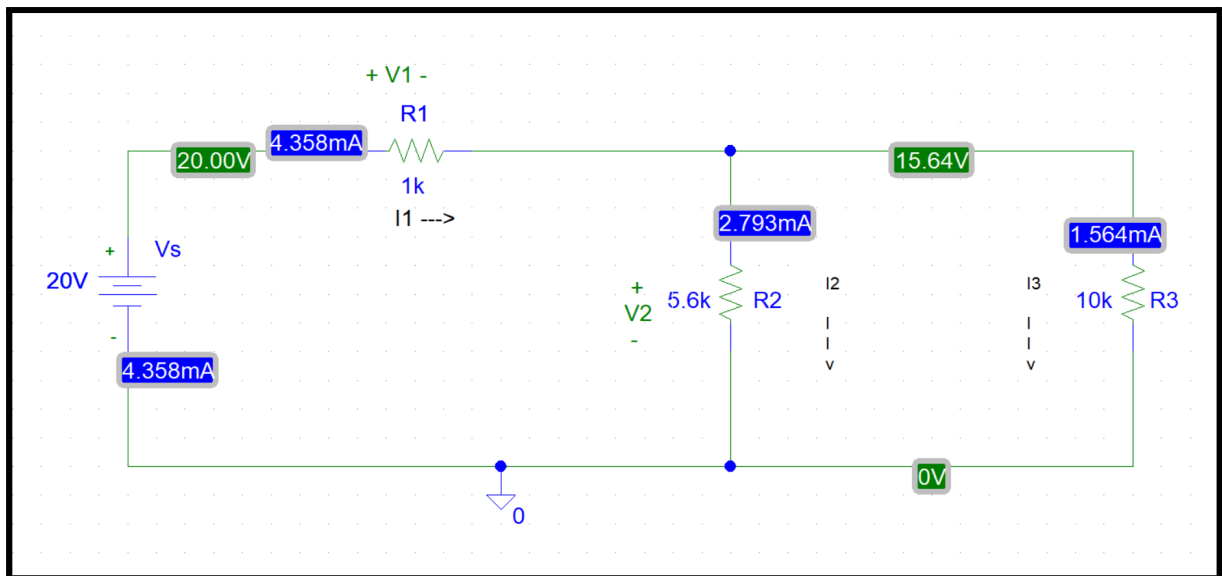 + V1 -
R1
4.358mA
20.00V
15.64V
1k
I1 --->
2.793mA
1.564mA
+
Vs
20V
+
V2
-
5.6k
R2
I2
I
I
v
I3
I
I
v
10k
R3
-
4.358mA
0V
0